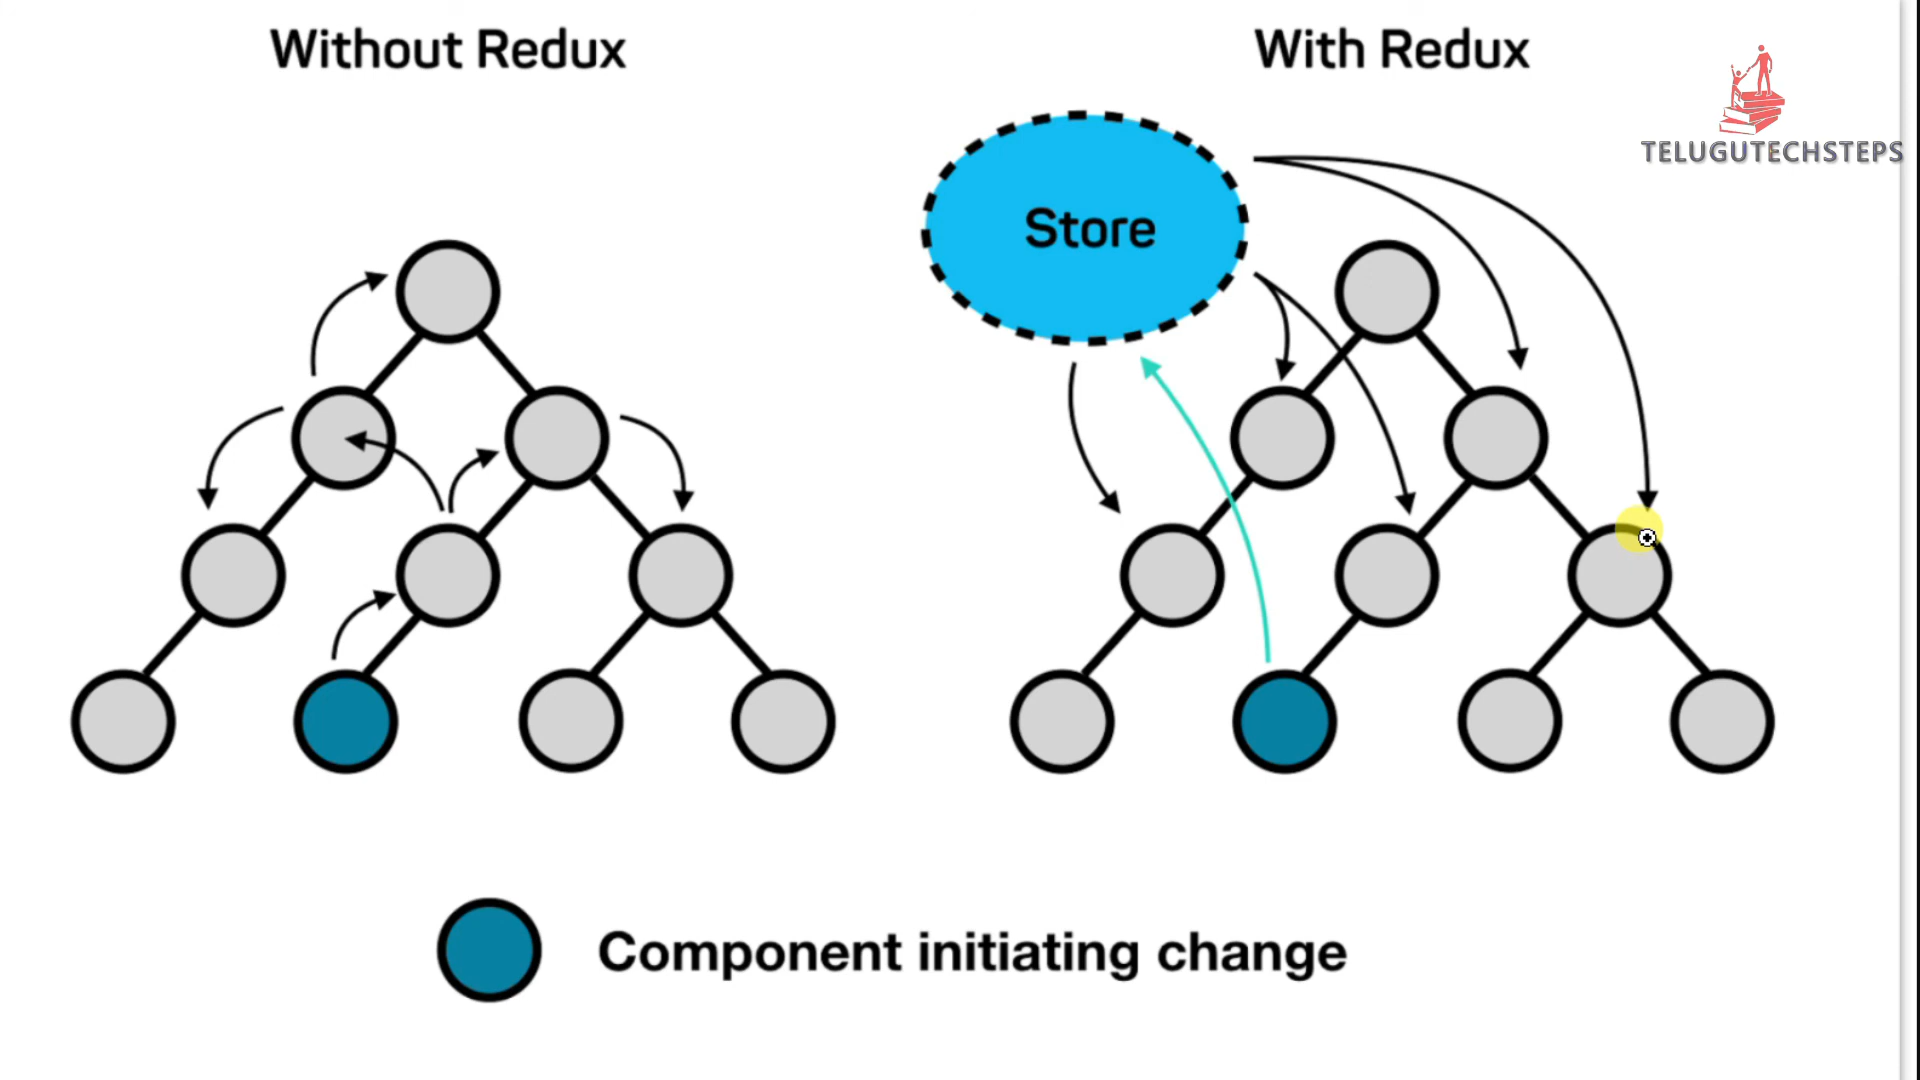 Without Redux
With Redux
TELUGUTECHSTEPS
Store
Component initiating change